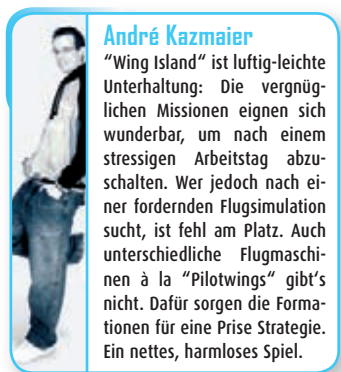 André Kazmaier
“Wing Island“ ist luftig-leichte
Unterhaltung: Die vergnüg-
lichen Missionen eignen sich
wunderbar, um nach einem
stressigen Arbeitstag abzu-
schalten. Wer jedoch nach ei-
ner fordernden Flugsimulation
sucht, ist fehl am Platz. Auch
unterschiedliche Flugmaschi-
nen à la “Pilotwings“ gibt‘s
nicht. Dafür sorgen die Forma-
tionen für eine Prise Strategie.
Ein nettes, harmloses Spiel.